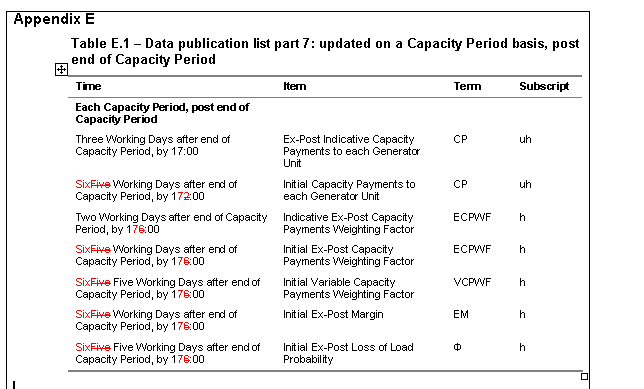 Appendix E
Table E.1 – Data publication list part 7: updated on a Capacity Period basis, post
end of Capacity Period
Time Item Term Subscript
Each Capacity Period, post end of
Capacity Period
Three Working Days after end of Ex-Post Indicative Capacity CP uh
Capacity Period, by 17:00 Payments to each Generator
Unit
SixFive Working Days after end of Initial Capacity Payments to CP uh
Capacity Period, by 172:00 each Generator Unit
Two Working Days after end of Capacity Indicative Ex-Post Capacity ECPWF h
Period, by 176:00 Payments Weighting Factor
SixFive Working Days after end of Initial Ex-Post Capacity ECPWF h
Capacity Period, by 176:00 Payments Weighting Factor
SixFive Five Working Days after end of Initial Variable Capacity VCPWF h
Capacity Period, by 176:00 Payments Weighting Factor
SixFive Working Days after end of Initial Ex-Post Margin EM h
Capacity Period, by 176:00
SixFive Five Working Days after end of Initial Ex-Post Loss of Load Φ h
Capacity Period, by 176:00 Probability